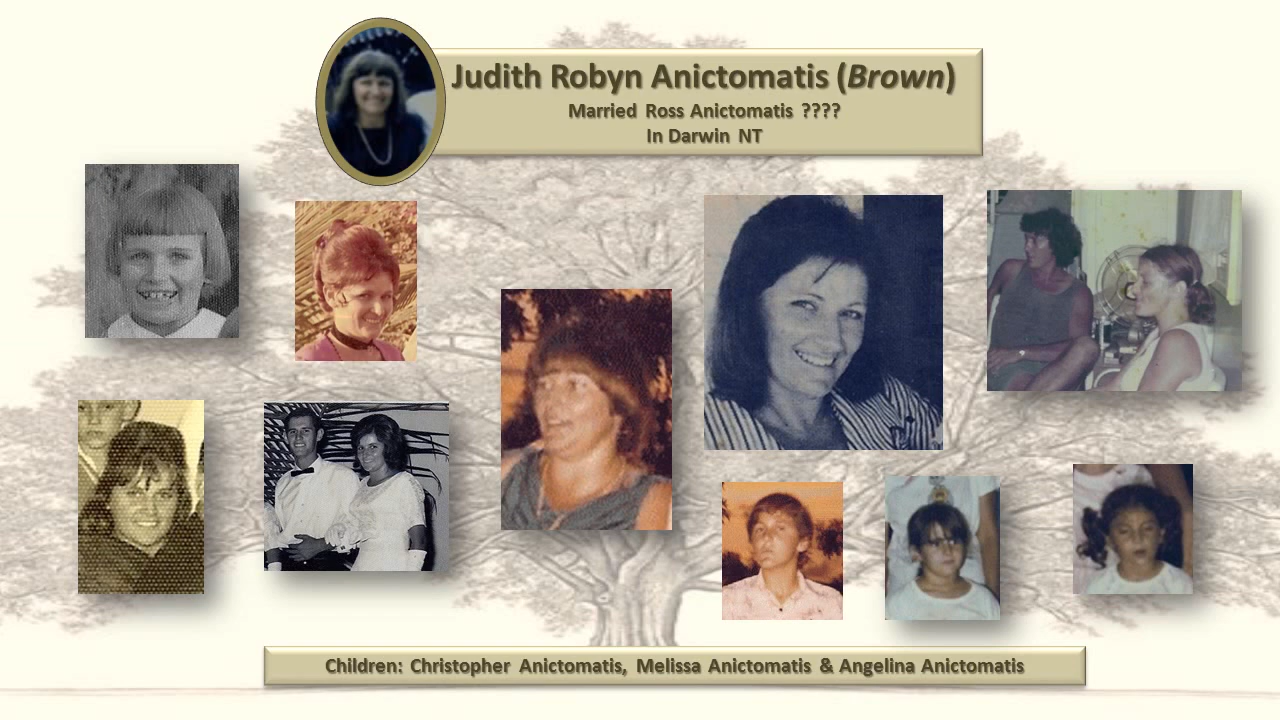 Judith Robyn Anictomatis (Brown)
Married Ross Anictomatis ????
In Darwin NT
Children: Christopher Anictomatis, Melissa Anictomatis & Angelina Anictomatis